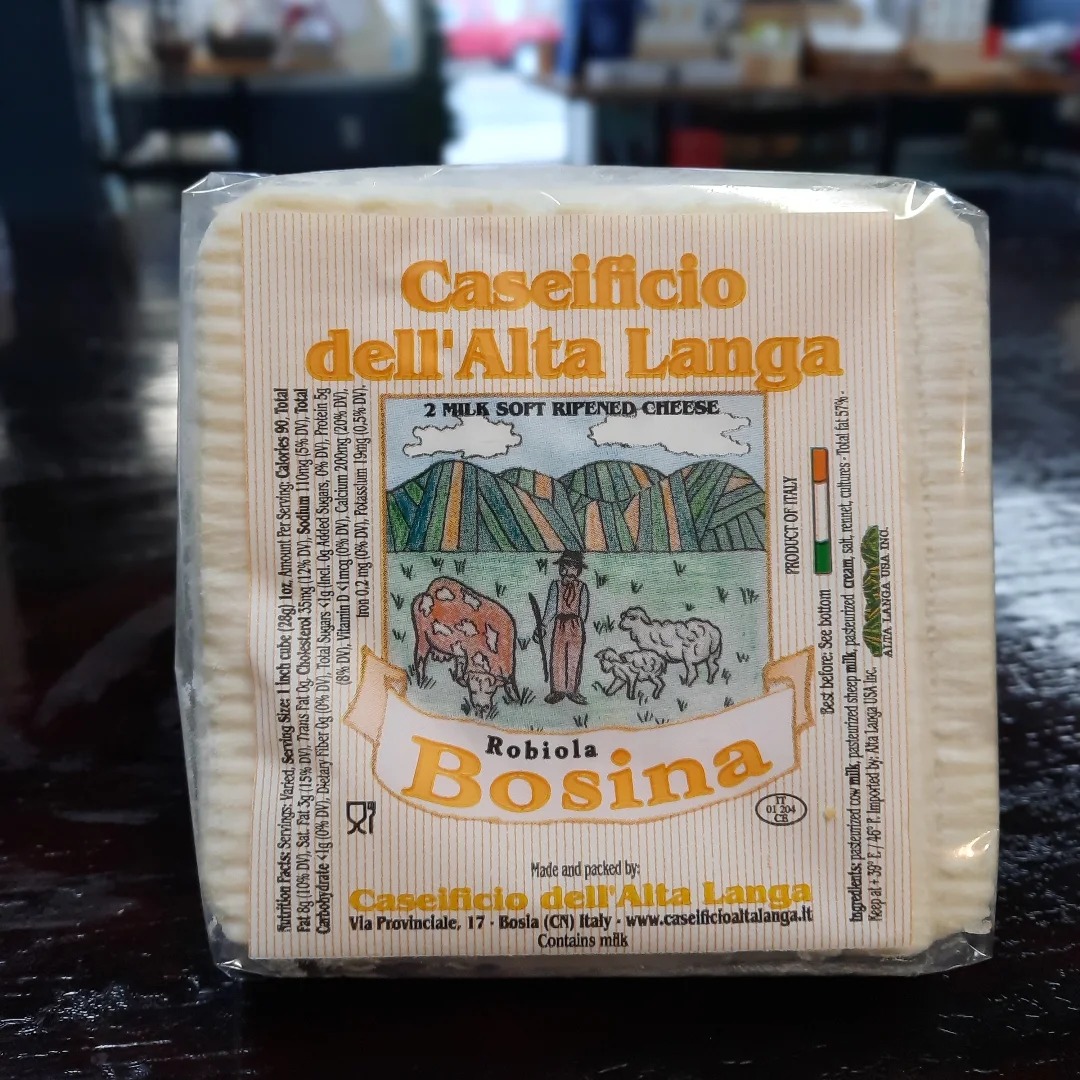 Caseificio
dell'Alta Langa
2 MILK SOFT RIPENED CHEESE
Robiola
Bosina
Nutrition Facts: Servings: Varied, Serving Size: 1 Inch cube (28g) 1oz, Amount Per Serving: Calories 90, Total
Fat 8g (10% DV), Sat. Fat 3g (15% DV), Trans Fat 0g, Cholesterol 35mg (12% DV), Sodium 110mg (5% DV), Total
Carbohydrate <1g (0% DV), Dietary Fiber 0g (0% DV), Total Sugars <1g (incl. 0g Added Sugars, 0% DV), Protein 5g
(8% DV), Vitamin D <1mcg (0% DV), Calcium 200mg (20% DV),
Iron 0,2 mg (0% DV), Potassium 19mg (0,5% DV),
PRODUCT OF ITALY
Best before: See bottom
Ingredients: pasteurized cow milk, pasteurized sheep milk, pasteurized cream, salt, rennet, cultures - Total fat 57% -
Keep at + 39° F / 46° F. Imported by: Alta Langa USA Inc.
ALTA LANGA USA INC.
IT
01 204
CE
Made and packed by:
Caseificio dell'Alta Langa
Via Provinciale, 17 - Bosia (CN) Italy - www.caseificioaltalanga.it
Contains milk